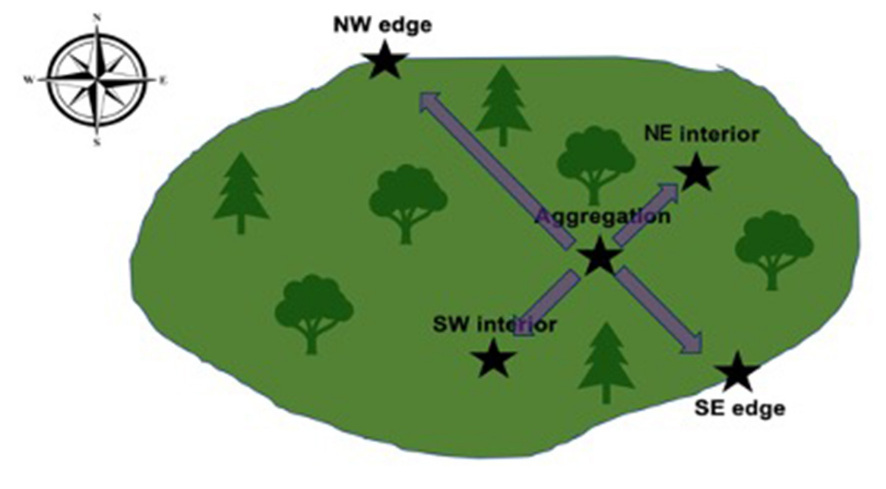 NW edge
N
W
E
S
NE interior
Aggregation
SW interior
SE edge